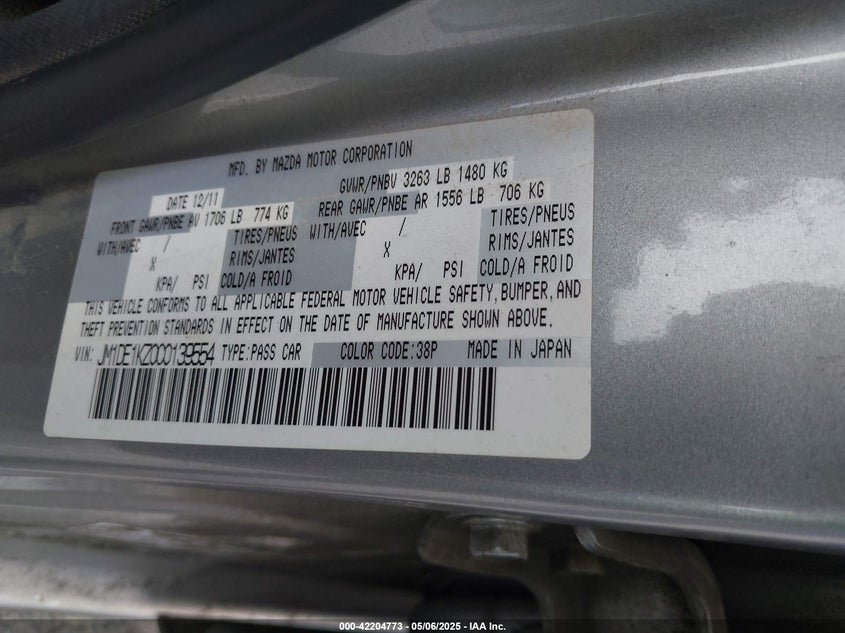 MFD. BY MAZDA MOTOR CORPORATION
DATE 12/11 GVWR/PNBV 3263 LB 1480 KG
FRONT GAWR/PNBE AV 1706 LB 774 KG REAR GAWR/PNBE AR 1556 LB 706 KG
WITH/AVEC / TIRES/PNEUS WITH/AVEC / TIRES/PNEUS
X RIMS/JANTES X RIMS/JANTES
KPA/ PSI COLD/A FROID KPA/ PSI COLD/A FROID
THIS VEHICLE CONFORMS TO ALL APPLICABLE FEDERAL MOTOR VEHICLE SAFETY, BUMPER, AND
THEFT PREVENTION STANDARDS IN EFFECT ON THE DATE OF MANUFACTURE SHOWN ABOVE.
VIN: JM1DE1KZ0C0139554 TYPE:PASS CAR COLOR CODE:38P MADE IN JAPAN
000-42204773 - 05/06/2025 - IAA Inc.